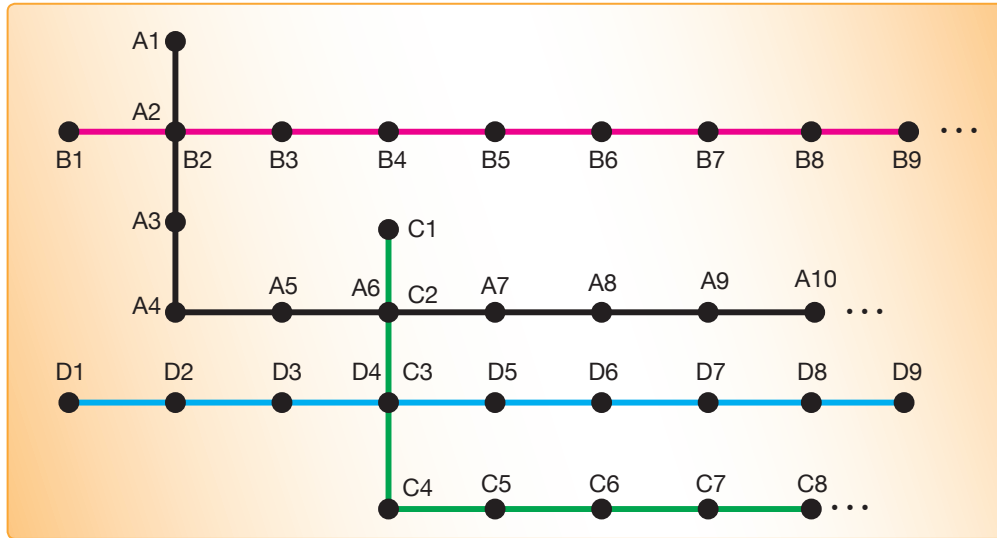 A1
A2
B1 B2 B3 B4 B5 B6 B7 B8 B9 ...
A3 C1
A4 A5 A6 C2 A7 A8 A9 A10 ...
D1 D2 D3 D4 C3 D5 D6 D7 D8 D9
C4 C5 C6 C7 C8 ...